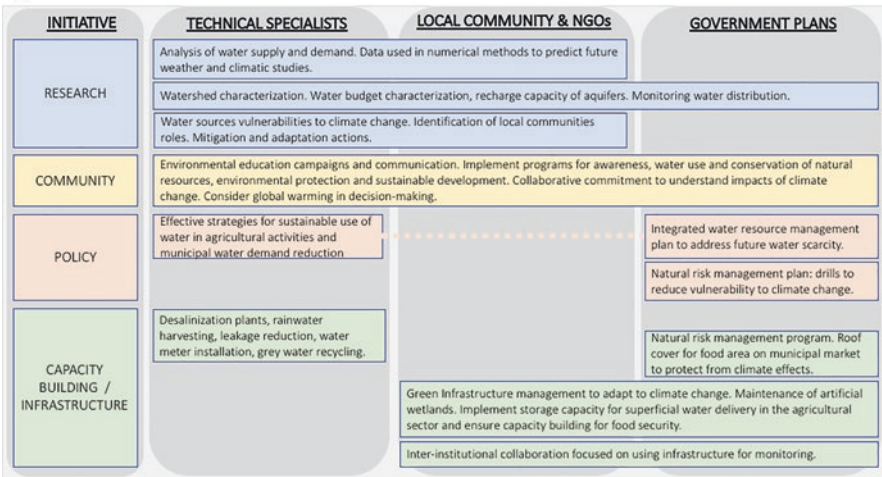 INITIATIVE
TECHNICAL SPECIALISTS
LOCAL COMMUNITY & NGOs
GOVERNMENT PLANS
RESEARCH
Analysis of water supply and demand. Data used in numerical methods to predict future
weather and climatic studies.
Watershed characterization. Water budget characterization, recharge capacity of aquifers. Monitoring water distribution.
Water sources vulnerabilities to climate change. Identification of local communities
roles. Mitigation and adaptation actions.
COMMUNITY
Environmental education campaigns and communication. Implement programs for awareness, water use and conservation of natural
resources, environmental protection and sustainable development. Collaborative commitment to understand impacts of climate
change. Consider global warming in decision-making.
POLICY
Effective strategies for sustainable use of
water in agricultural activities and
municipal water demand reduction
Integrated water resource management
plan to address future water scarcity.
Natural risk management plan: drills to
reduce vulnerability to climate change.
CAPACITY
BUILDING /
INFRASTRUCTURE
Desalinization plants, rainwater
harvesting, leakage reduction, water
meter installation, grey water recycling.
Natural risk management program. Roof
cover for food area on municipal market
to protect from climate effects.
Green Infrastructure management to adapt to climate change. Maintenance of artificial
wetlands. Implement storage capacity for superficial water delivery in the agricultural
sector and ensure capacity building for food security.
Inter-institutional collaboration focused on using infrastructure for monitoring.